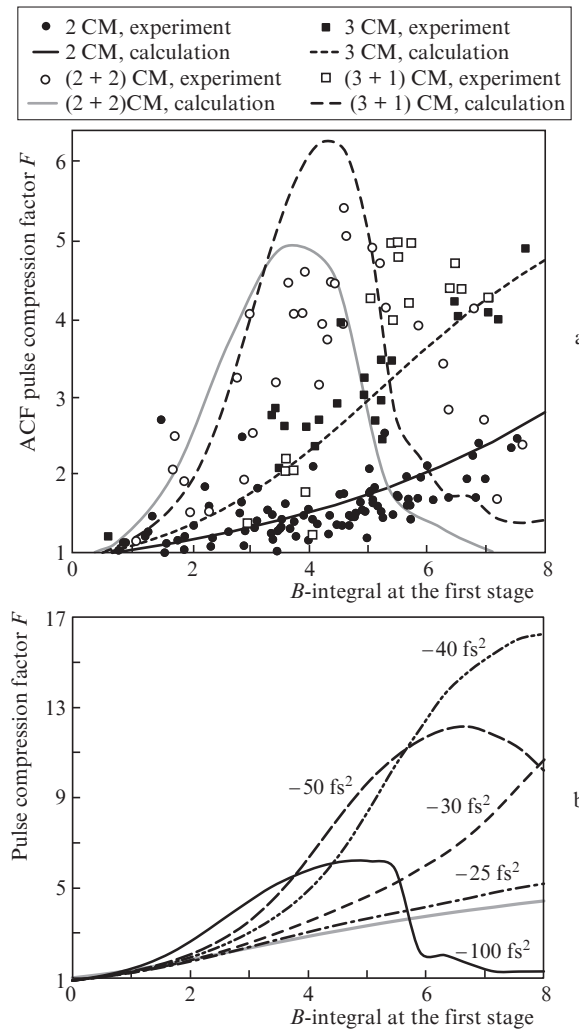 2 CM, experiment 3 CM, experiment
2 CM, calculation 3 CM, calculation
(2 + 2) CM, experiment (3 + 1) CM, experiment
(2 + 2)CM, calculation (3 + 1) CM, calculation
ACF pulse compression factor F
6
5
4
3
2
1
2 4 6 8
B-integral at the first stage
a
Pulse compression factor F
17
13
9
5
1
−40 fs²
−50 fs²
−30 fs²
−25 fs²
−100 fs²
0 2 4 6 8
B-integral at the first stage
b